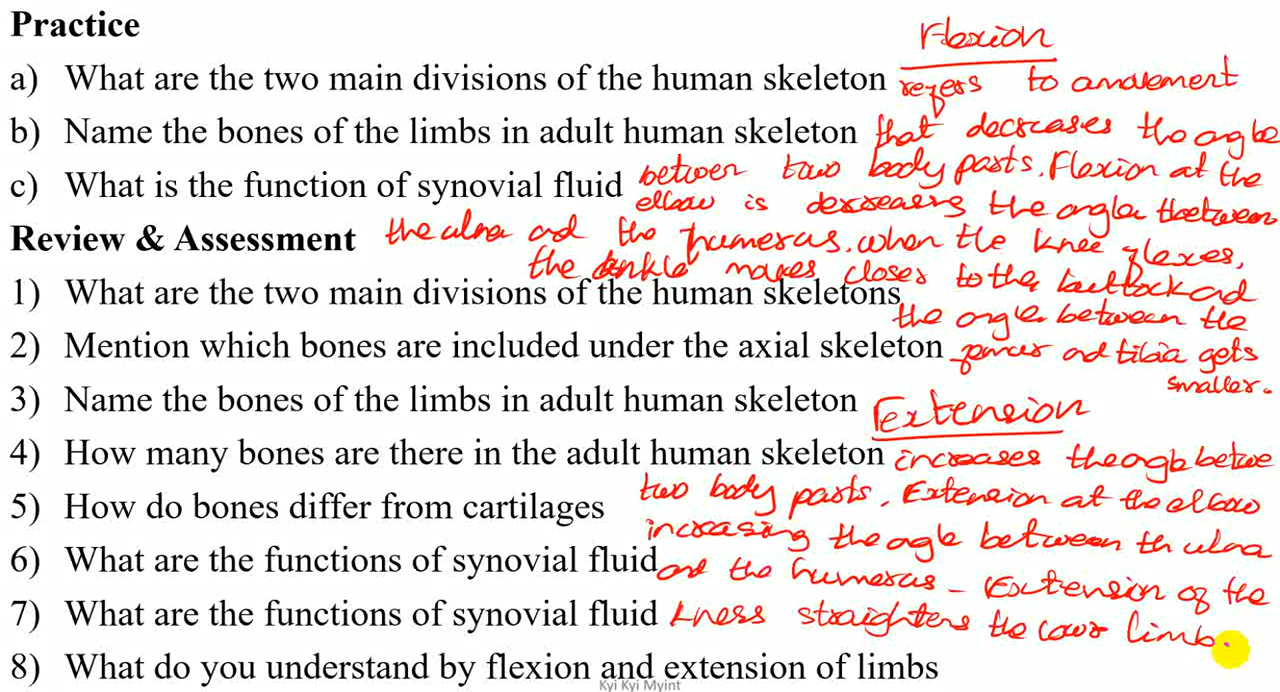 Practice
a) What are the two main divisions of the human skeleton
b) Name the bones of the limbs in adult human skeleton
c) What is the function of synovial fluid
Flexion
refers to amovement
that decreases the angle
between two body parts. Flexion at the
elbow is decreasing the angle between
the ulna and the humerus. when the knee flexes,
the ankle moves closer to the buttock and
the angle between the
and tibia gets
smaller.
Review & Assessment
1) What are the two main divisions of the human skeletons
2) Mention which bones are included under the axial skeleton
3) Name the bones of the limbs in adult human skeleton
4) How many bones are there in the adult human skeleton
5) How do bones differ from cartilages
6) What are the functions of synovial fluid
7) What are the functions of synovial fluid
8) What do you understand by flexion and extension of limbs
Extension
increases the angle betwe
two body parts. Extension at the elbow
increasing the agle between th ulna
and the humerus - Extension of the
kness straightens the lower limb.
Kyi Kyi Myint